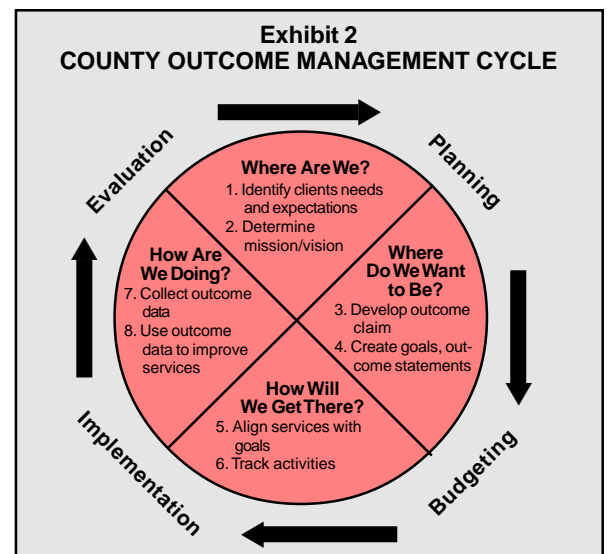 Exhibit 2
COUNTY OUTCOME MANAGEMENT CYCLE
Evaluation
Planning
Where Are We?
1. Identify clients needs
and expectations
2. Determine
mission/vision
How Are
We Doing?
7. Collect outcome
data
8. Use outcome
data to improve
services
Where
Do We Want
to Be?
3. Develop outcome
claim
4. Create goals, out-
come statements
How Will
We Get There?
5. Align services with
goals
6. Track activities
Implementation
Budgeting